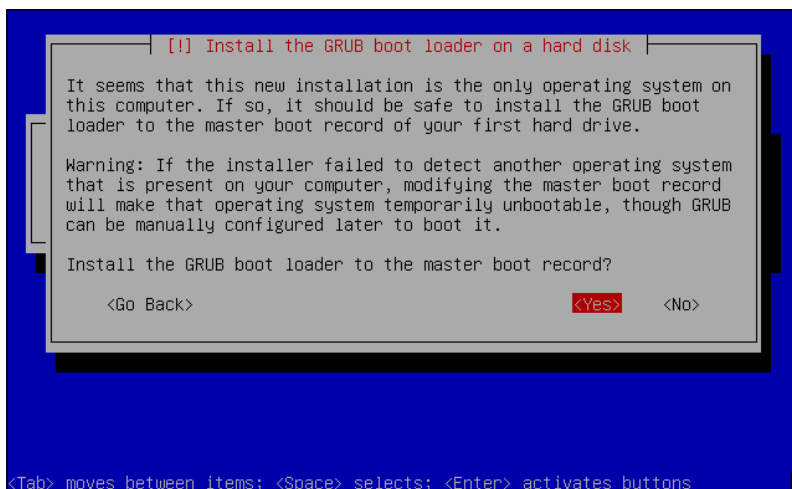 [!] Install the GRUB boot loader on a hard disk
It seems that this new installation is the only operating system on
this computer. If so, it should be safe to install the GRUB boot
loader to the master boot record of your first hard drive.
Warning: If the installer failed to detect another operating system
that is present on your computer, modifying the master boot record
will make that operating system temporarily unbootable, though GRUB
can be manually configured later to boot it.
Install the GRUB boot loader to the master boot record?
<Go Back> <Yes> <No>
<Tab> moves between items; <Space> selects; <Enter> activates buttons